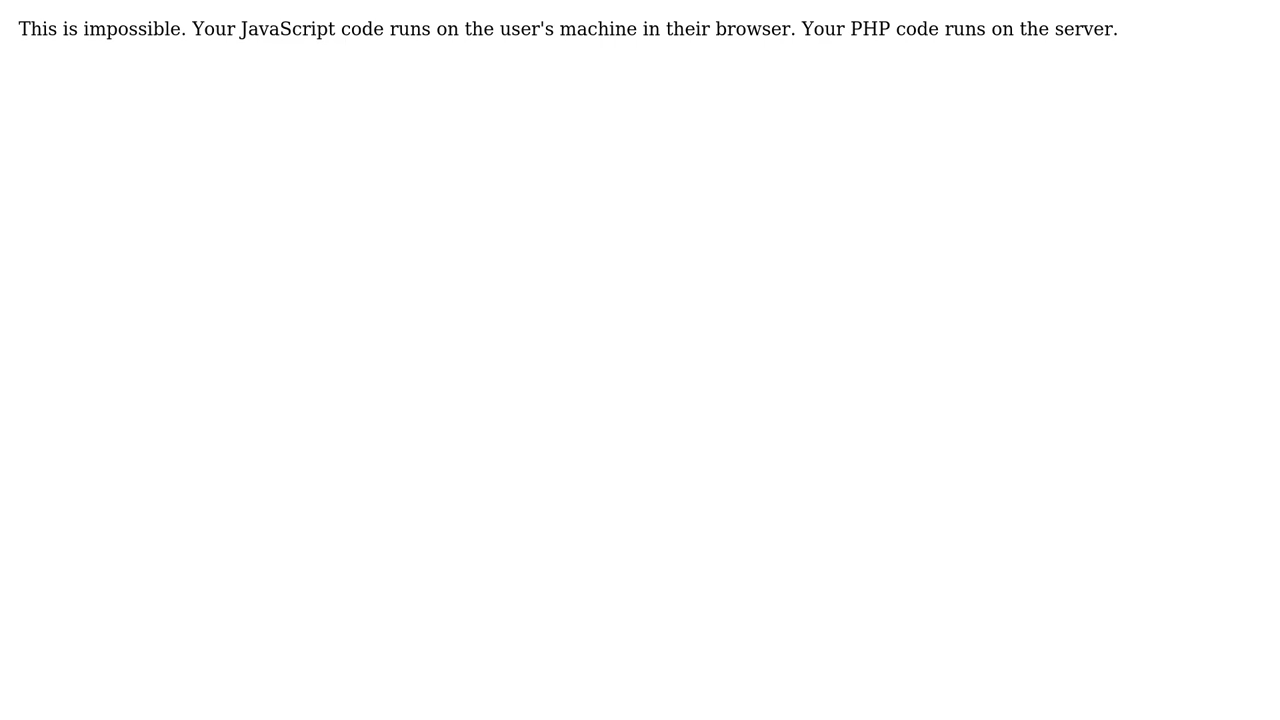 This is impossible. Your JavaScript code runs on the user's machine in their browser. Your PHP code runs on the server.